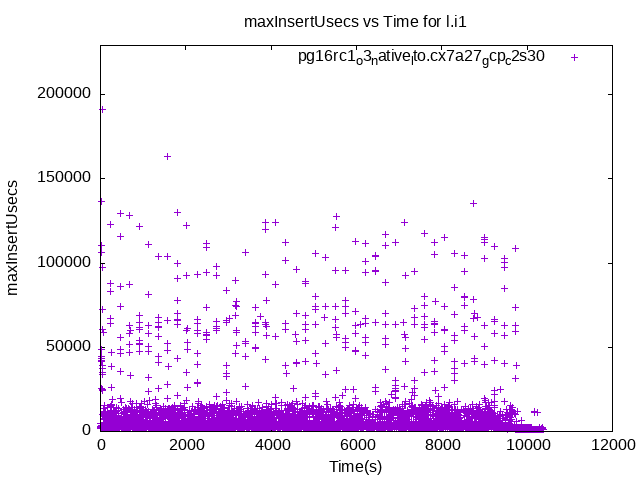 maxInsertUsecs vs Time for l.i1
pg16rc1_o3_native_lto.cx7a27_gcp_c2s30
200000
150000
100000
50000
0
maxInsertUsecs
0 2000 4000 6000 8000 10000 12000
Time(s)